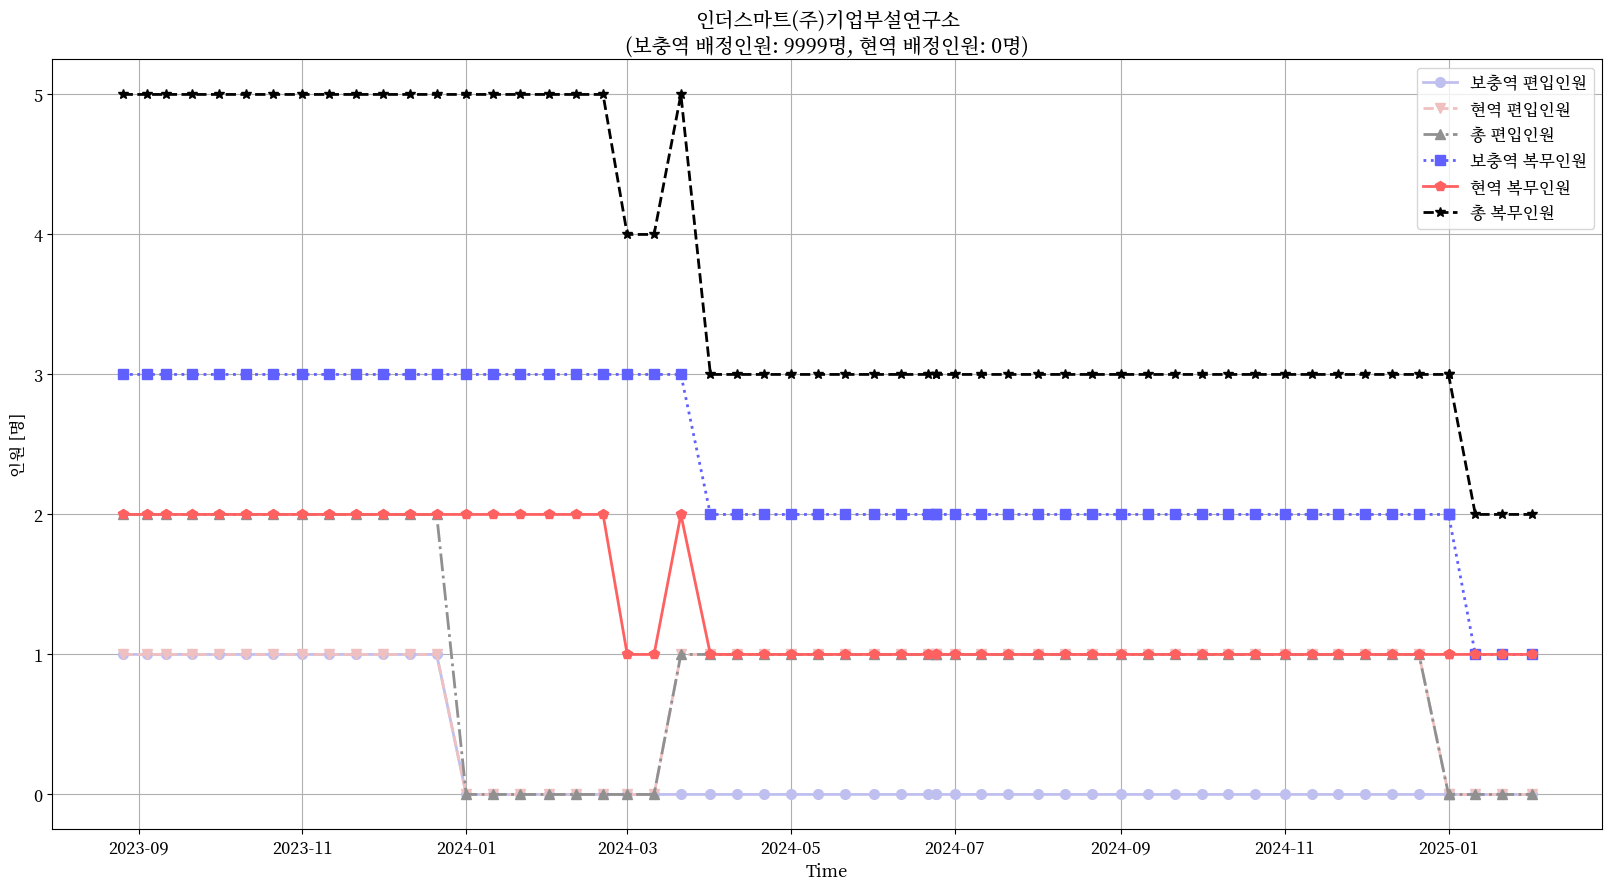 인더스마트(주)기업부설연구소
(보충역 배정인원: 9999명, 현역 배정인원: 0명)
보충역 편입인원
현역 편입인원
총 편입인원
보충역 복무인원
현역 복무인원
총 복무인원
5
4
3
2
1
0
인원 [명]
2023-09
2023-11
2024-01
2024-03
2024-05
2024-07
2024-09
2024-11
2025-01
Time